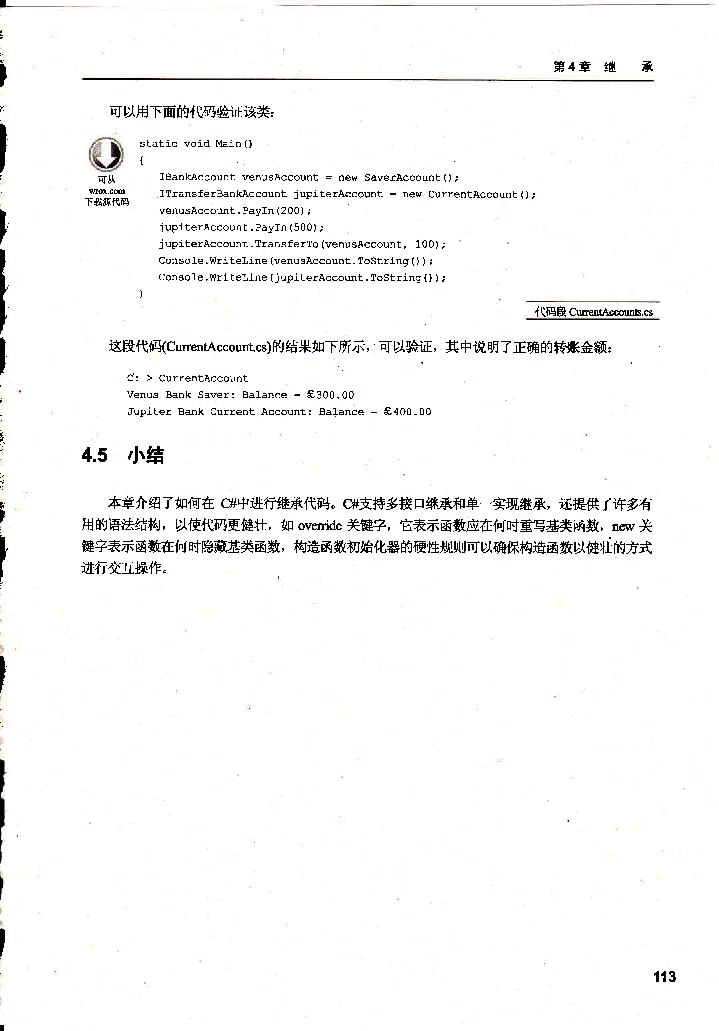 第4章 继 承
可以用下面的代码验证该类：
static void Main()
{
可从
wrox.com
下载源代码
IBankAccount venusAccount = new SaverAccount();
ITransferBankAccount jupiterAccount = new CurrentAccount();
venusAccount.PayIn(200);
jupiterAccount.PayIn(500);
jupiterAccount.TransferTo(venusAccount, 100);
Console.WriteLine(venusAccount.ToString());
Console.WriteLine(jupiterAccount.ToString());
}
代码段 CurrentAccounts.cs
这段代码(CurrentAccount.cs)的结果如下所示，可以验证，其中说明了正确的转账金额：
C: > CurrentAccount
Venus Bank Saver: Balance = £300.00
Jupiter Bank Current Account: Balance = £400.00
4.5 小结
本章介绍了如何在 C#中进行继承代码。C#支持多接口继承和单一实现继承，还提供了许多有
用的语法结构，以使代码更健壮，如 override 关键字，它表示函数应在何时重写基类函数，new 关
键字表示函数在何时隐藏基类函数，构造函数初始化器的硬性规则可以确保构造函数以健壮的方式
进行交互操作。
113